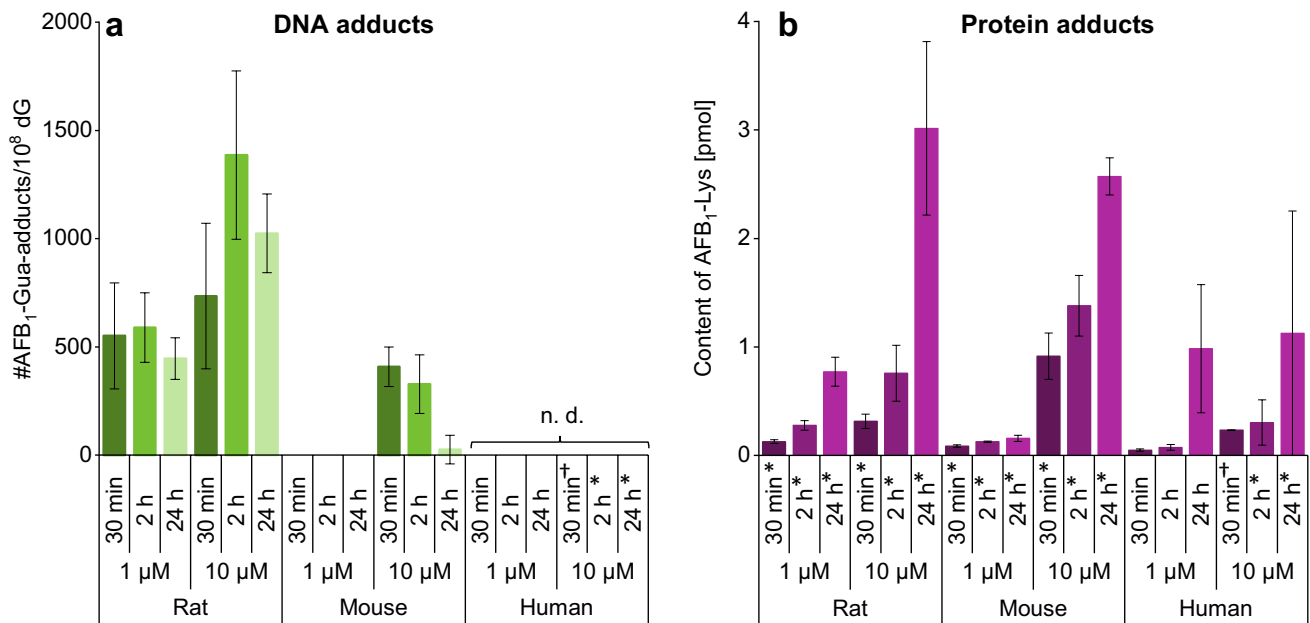 a
DNA adducts
#AFB₁-Gua-adducts/10⁸ dG
2000
1500
1000
500
0
n. d.
30 min
2 h
24 h
30 min
2 h
24 h
30 min
2 h
24 h
30 min
2 h
24 h
30 min
2 h
24 h
30 min†
2 h*
24 h*
1 µM
10 µM
1 µM
10 µM
1 µM
10 µM
Rat
Mouse
Human
b
Protein adducts
Content of AFB₁-Lys [pmol]
4
3
2
1
0
30 min*
2 h*
24 h*
30 min*
2 h*
24 h*
30 min*
2 h*
24 h*
30 min*
2 h*
24 h*
30 min
2 h
24 h
30 min†
2 h*
24 h*
1 µM
10 µM
1 µM
10 µM
1 µM
10 µM
Rat
Mouse
Human